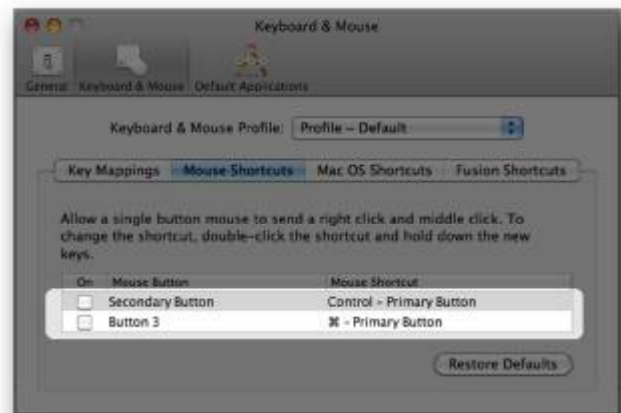 Keyboard & Mouse
General Keyboard & Mouse Default Applications
Keyboard & Mouse Profile: Profile – Default
Key Mappings Mouse Shortcuts Mac OS Shortcuts Fusion Shortcuts
Allow a single button mouse to send a right click and middle click. To
change the shortcut, double-click the shortcut and hold down the new
keys.
On Mouse Button Mouse Shortcut
Secondary Button Control – Primary Button
Button 3 ⌘ – Primary Button
Restore Defaults